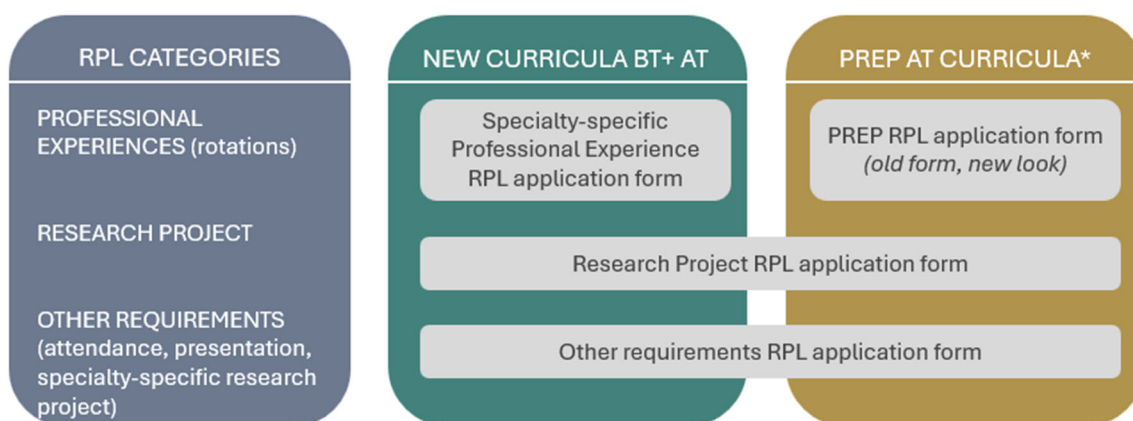 RPL CATEGORIES
PROFESSIONAL
EXPERIENCES (rotations)
RESEARCH PROJECT
OTHER REQUIREMENTS
(attendance, presentation,
specialty-specific research
project)
NEW CURRICULA BT+ AT
Specialty-specific
Professional Experience
RPL application form
PREP AT CURRICULA*
PREP RPL application form
(old form, new look)
Research Project RPL application form
Other requirements RPL application form